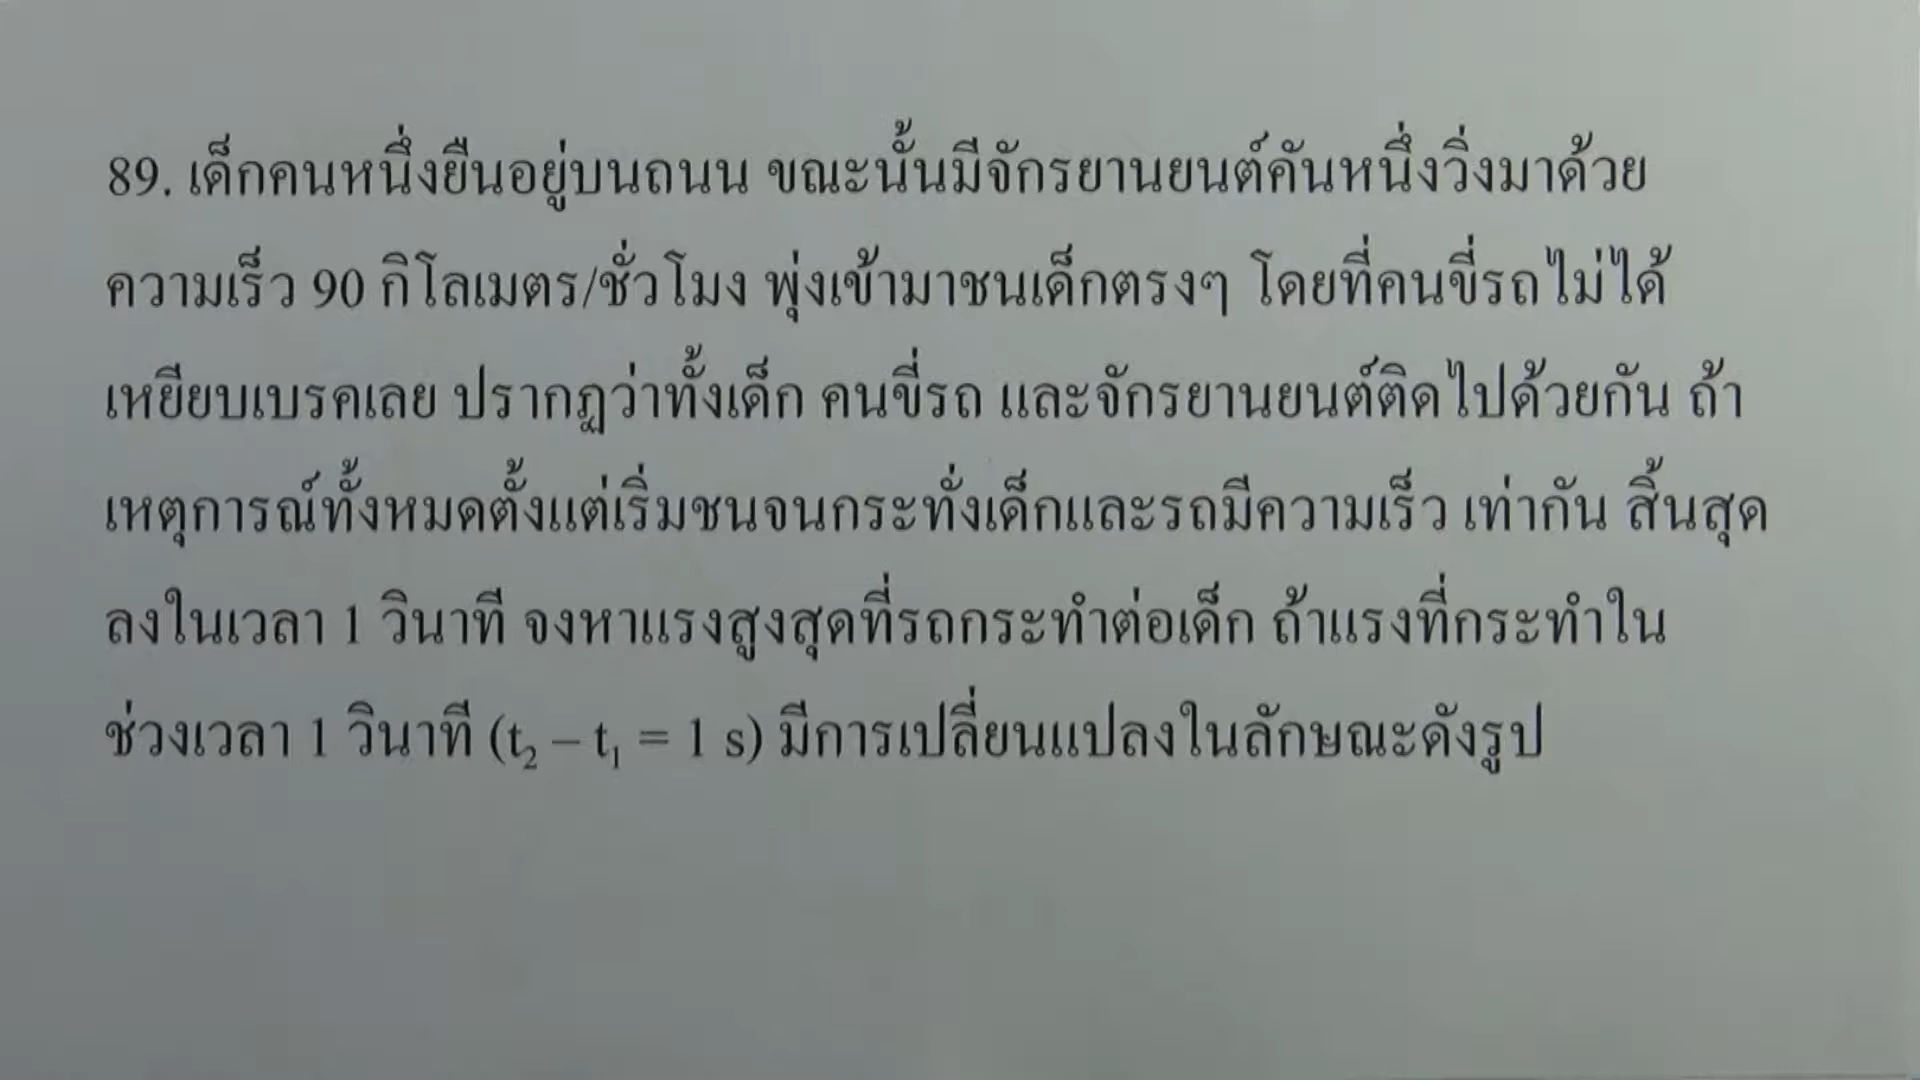 89. เด็กคนหนึ่งยืนอยู่บนถนน ขณะนั้นมีจักรยานยนต์คันหนึ่งวิ่งมาด้วย
ความเร็ว 90 กิโลเมตร/ชั่วโมง พุ่งเข้ามาชนเด็กตรงๆ โดยที่คนขี่รถไม่ได้
เหยียบเบรคเลย ปรากฏว่าทั้งเด็ก คนขี่รถ และจักรยานยนต์ติดไปด้วยกัน ถ้า
เหตุการณ์ทั้งหมดตั้งแต่เริ่มชนจนกระทั่งเด็กและรถมีความเร็ว เท่ากัน สิ้นสุด
ลงในเวลา 1 วินาที จงหาแรงสูงสุดที่รถกระทำต่อเด็ก ถ้าแรงที่กระทำใน
ช่วงเวลา 1 วินาที (t₂ – t₁ = 1 s) มีการเปลี่ยนแปลงในลักษณะดังรูป